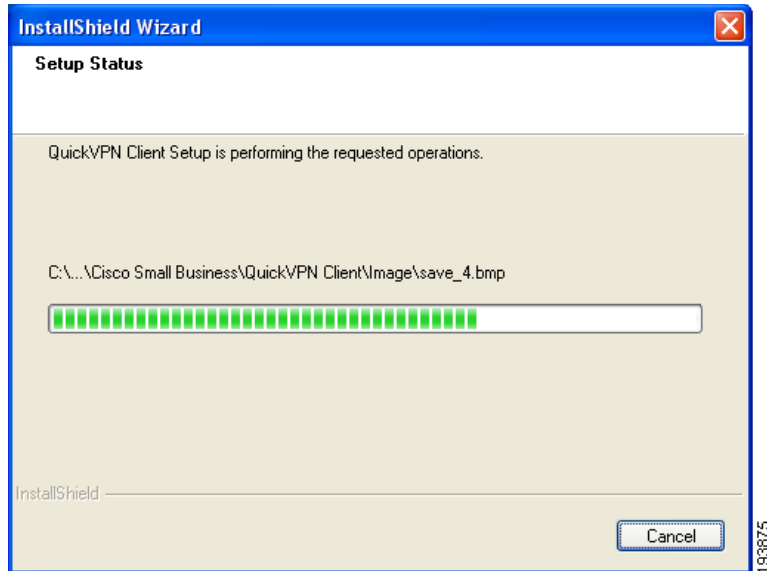 InstallShield Wizard
Setup Status
QuickVPN Client Setup is performing the requested operations.
C:\...\Cisco Small Business\QuickVPN Client\Image\save_4.bmp
InstallShield
Cancel
193875